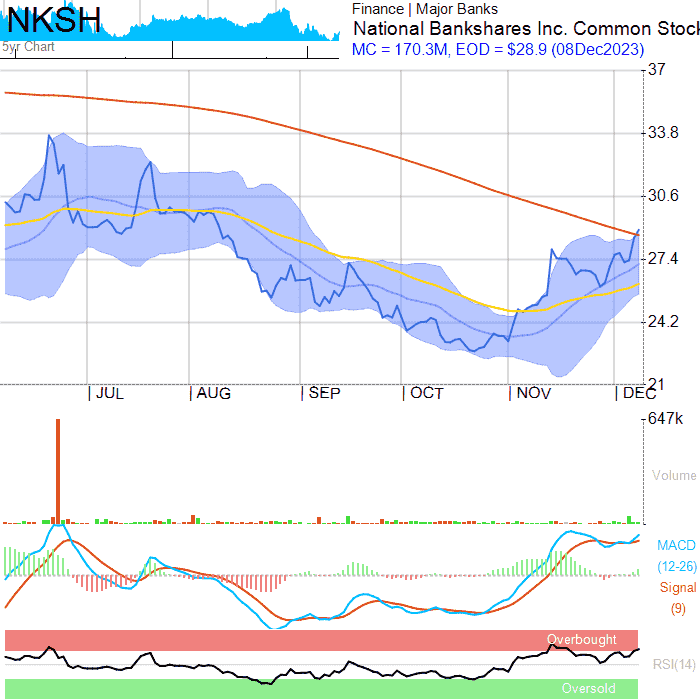 NKSH
5yr Chart
Finance | Major Banks
National Bankshares Inc. Common Stock
MC = 170.3M, EOD = $28.9 (08Dec2023)
37
33.8
30.6
27.4
24.2
21
JUL AUG SEP OCT NOV DEC
647k
Volume
MACD
(12-26)
Signal
(9)
Overbought
RSI(14)
Oversold